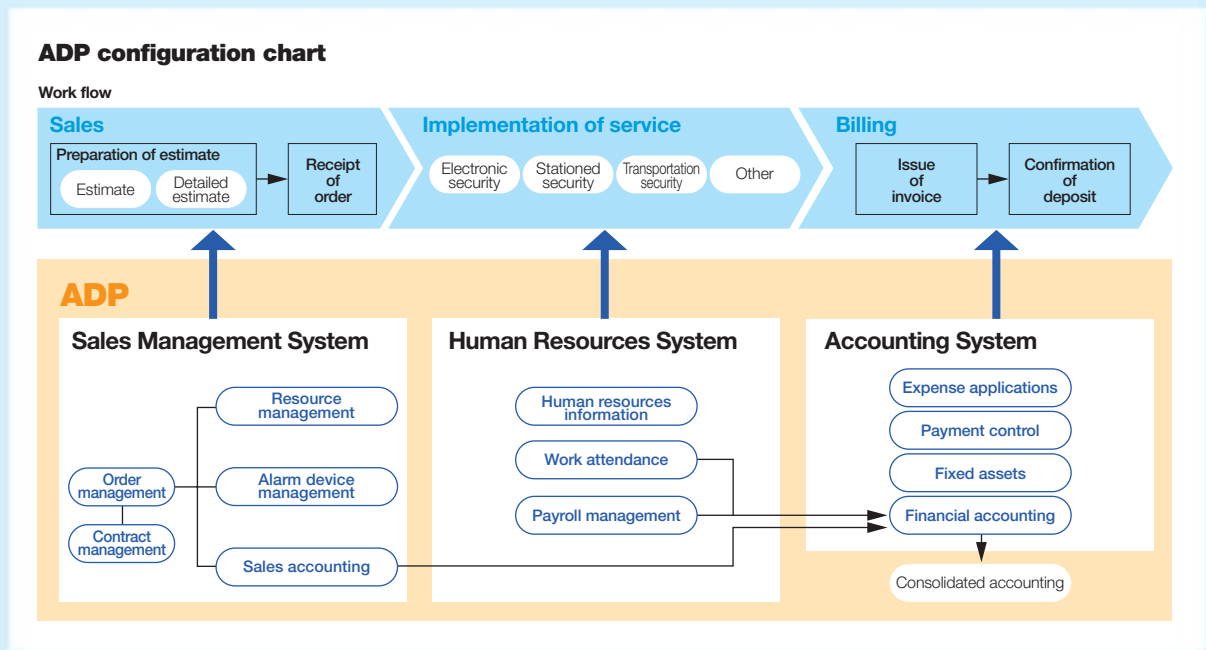 ADP configuration chart
Work flow
Sales
Preparation of estimate
Estimate
Detailed
estimate
Receipt
of
order
Implementation of service
Electronic
security
Stationed
security
Transportation
security
Other
Billing
Issue
of
invoice
Confirmation
of
deposit
ADP
Sales Management System
Resource
management
Order
management
Alarm device
management
Contract
management
Sales accounting
Human Resources System
Human resources
information
Work attendance
Payroll management
Accounting System
Expense applications
Payment control
Fixed assets
Financial accounting
Consolidated accounting